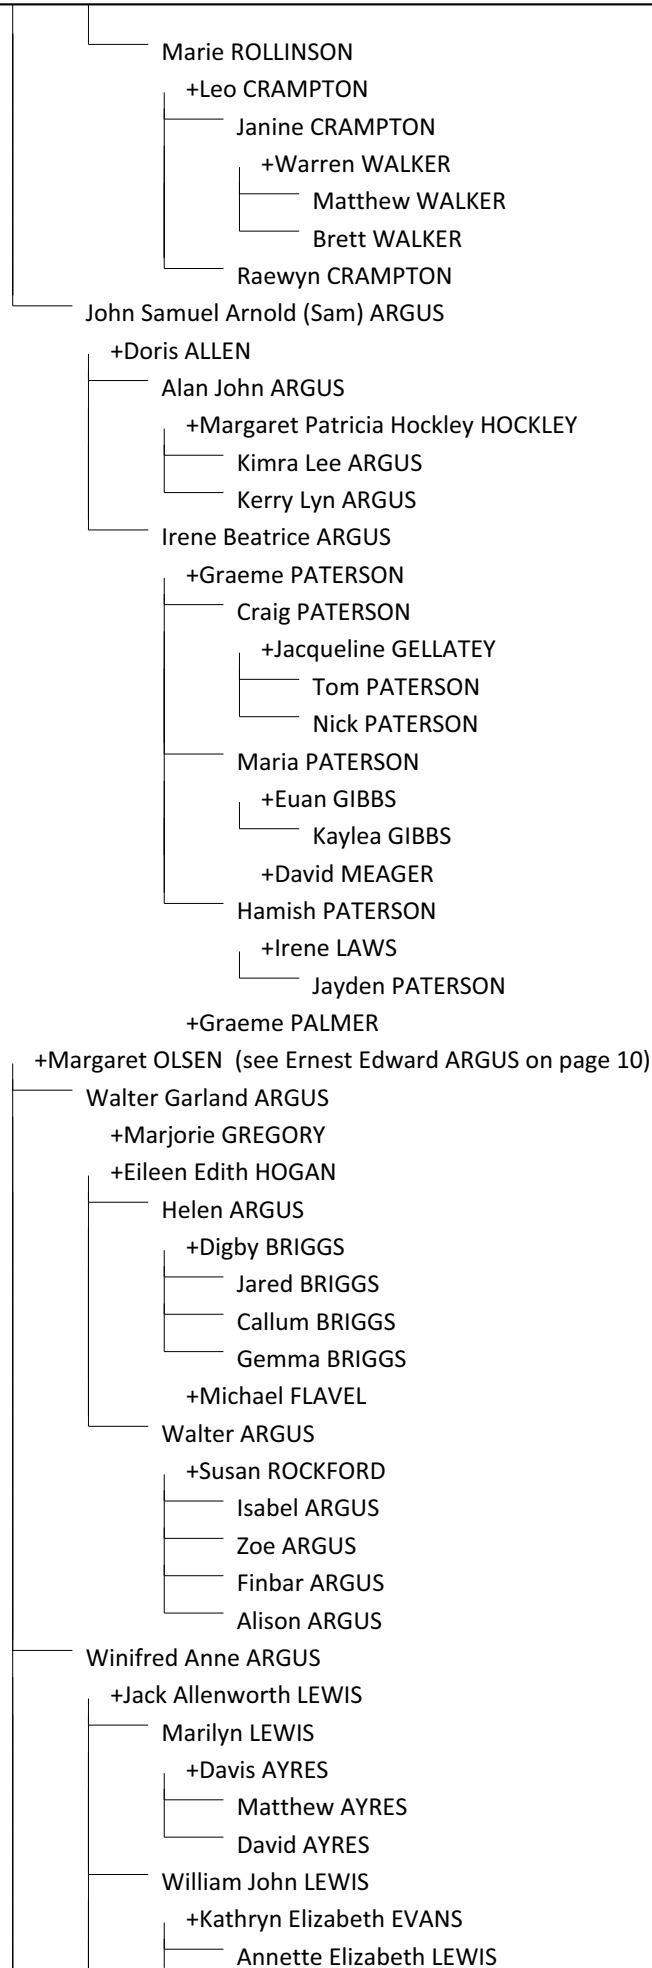 Marie ROLLINSON
+Leo CRAMPTON
Janine CRAMPTON
+Warren WALKER
Matthew WALKER
Brett WALKER
Raewyn CRAMPTON
John Samuel Arnold (Sam) ARGUS
+Doris ALLEN
Alan John ARGUS
+Margaret Patricia Hockley HOCKLEY
Kimra Lee ARGUS
Kerry Lyn ARGUS
Irene Beatrice ARGUS
+Graeme PATERSON
Craig PATERSON
+Jacqueline GELLATEY
Tom PATERSON
Nick PATERSON
Maria PATERSON
+Euan GIBBS
Kaylea GIBBS
+David MEAGER
Hamish PATERSON
+Irene LAWS
Jayden PATERSON
+Graeme PALMER
+Margaret OLSEN (see Ernest Edward ARGUS on page 10)
Walter Garland ARGUS
+Marjorie GREGORY
+Eileen Edith HOGAN
Helen ARGUS
+Digby BRIGGS
Jared BRIGGS
Callum BRIGGS
Gemma BRIGGS
+Michael FLAVEL
Walter ARGUS
+Susan ROCKFORD
Isabel ARGUS
Zoe ARGUS
Finbar ARGUS
Alison ARGUS
Winifred Anne ARGUS
+Jack Allenworth LEWIS
Marilyn LEWIS
+Davis AYRES
Matthew AYRES
David AYRES
William John LEWIS
+Kathryn Elizabeth EVANS
Annette Elizabeth LEWIS